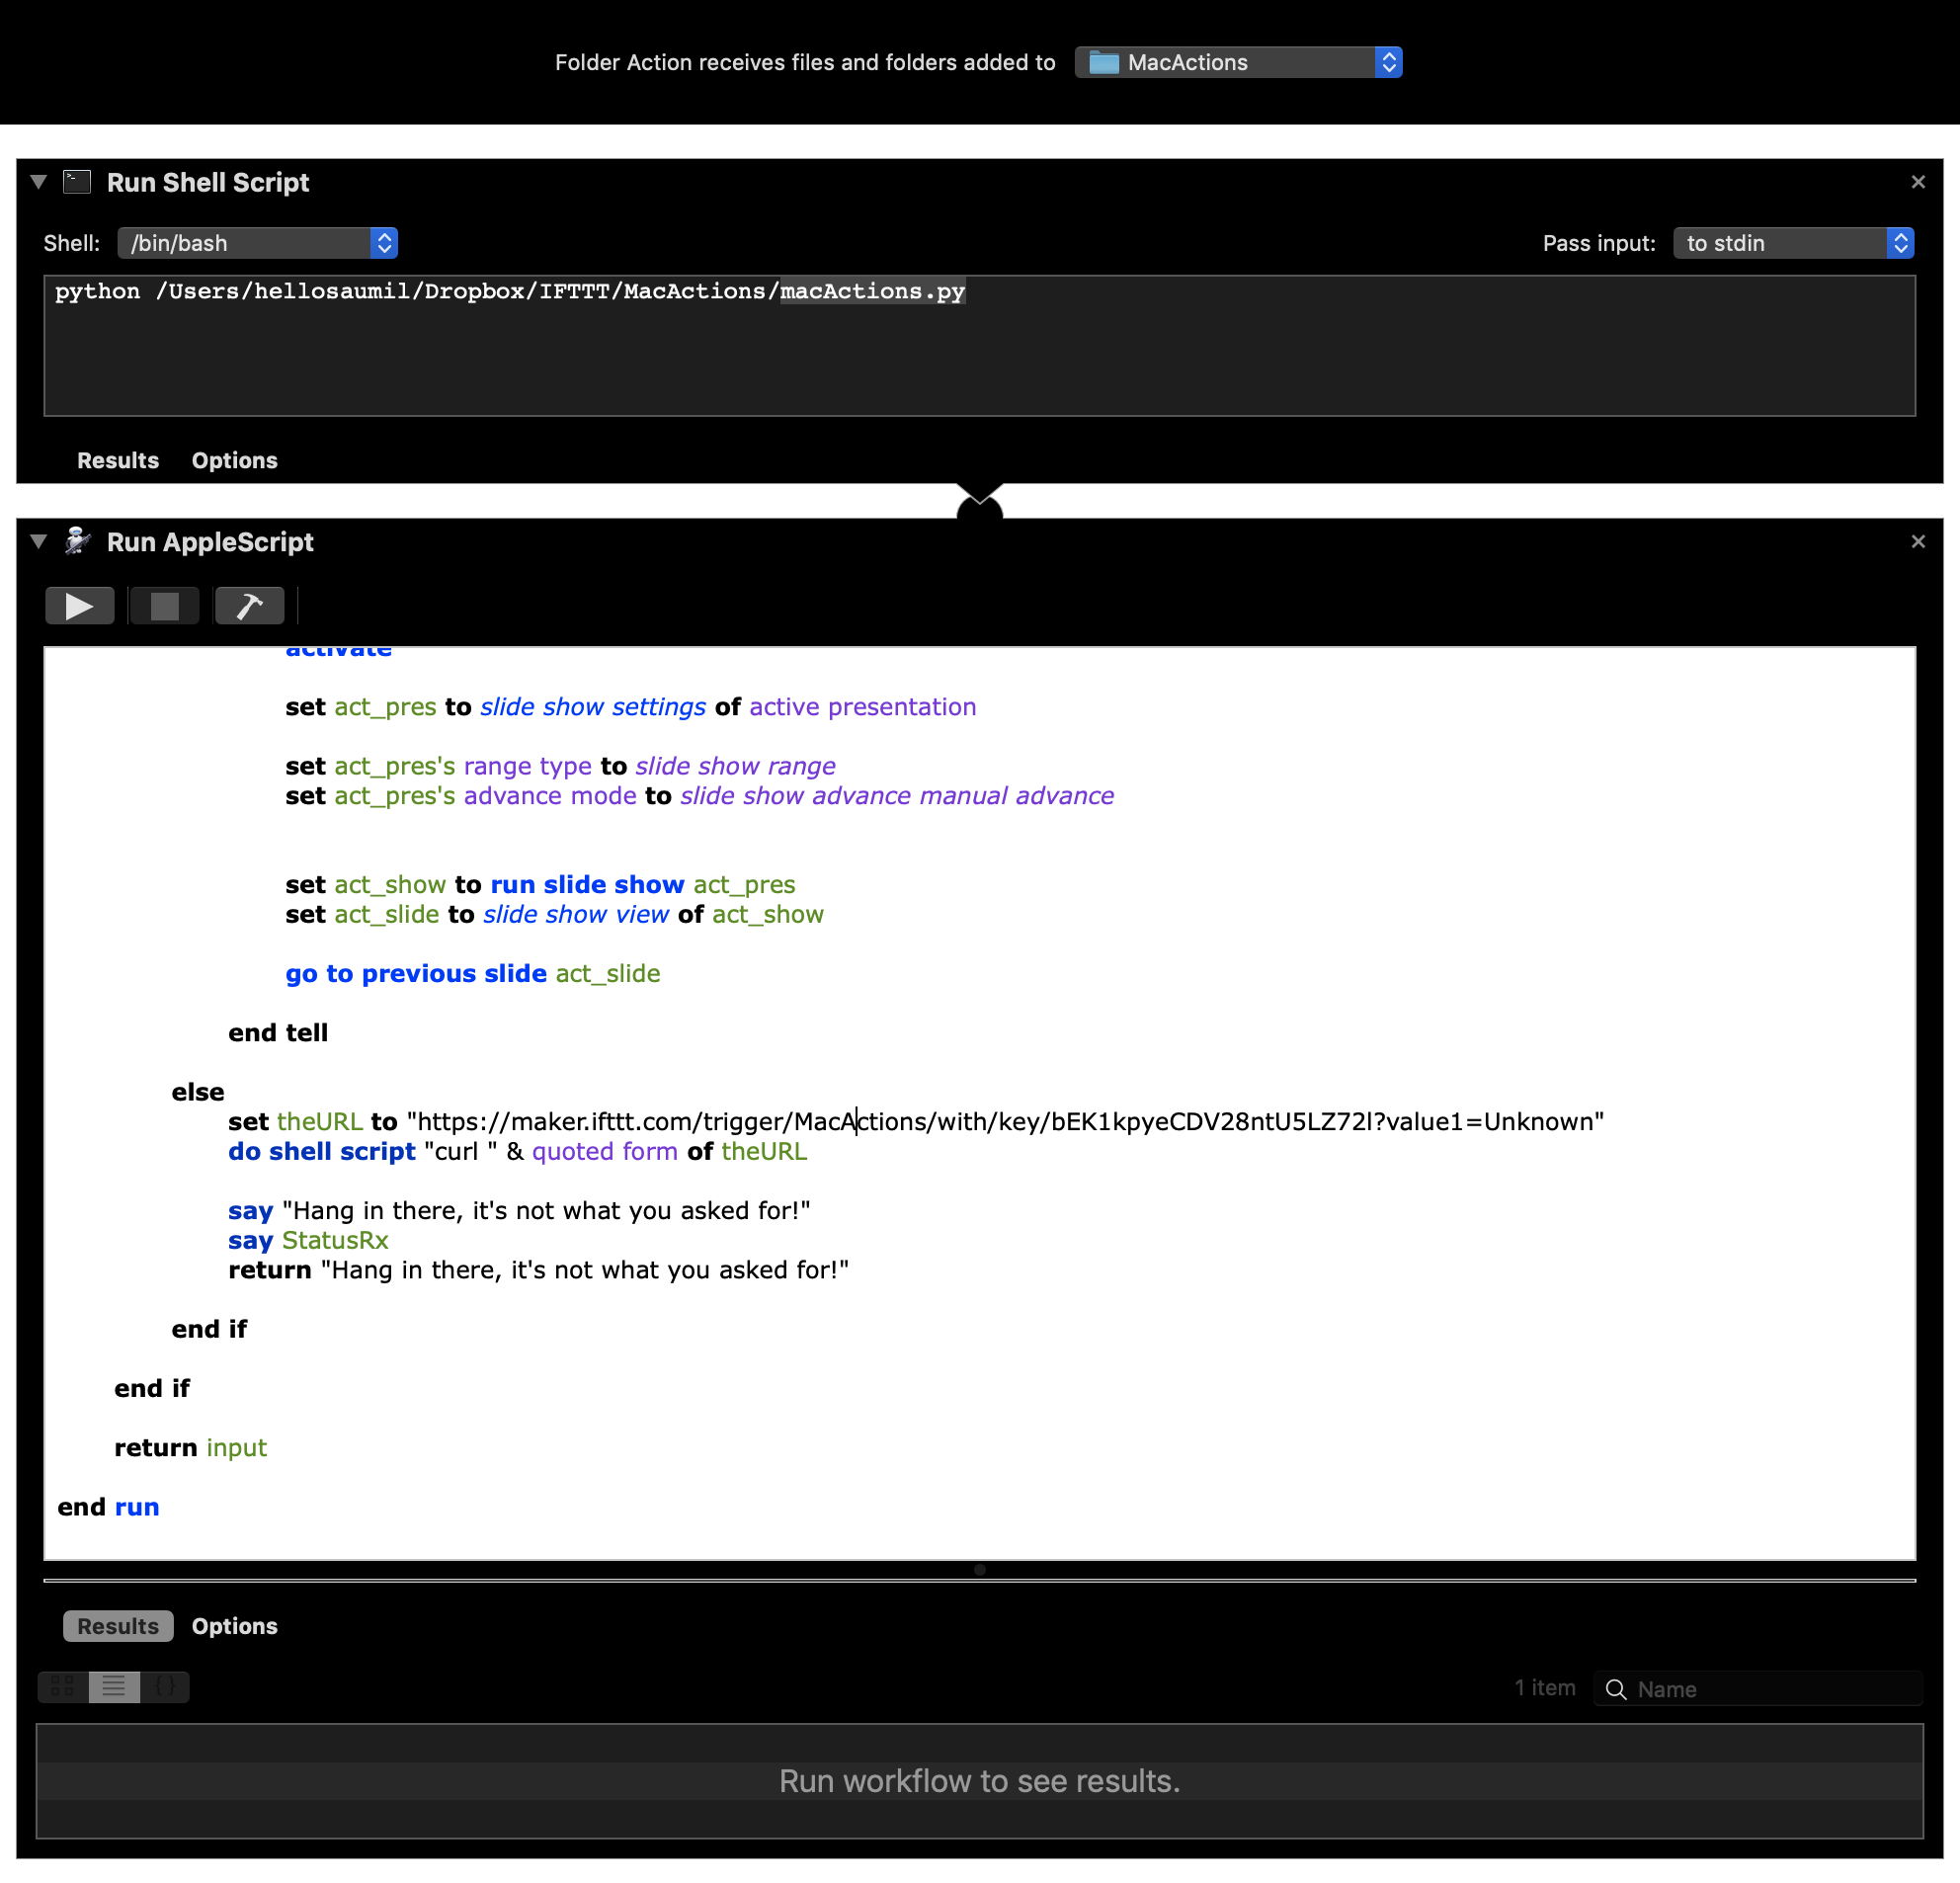 Folder Action receives files and folders added to MacActions
Run Shell Script
Shell: /bin/bash Pass input: to stdin
python /Users/hellosaumil/Dropbox/IFTTT/MacActions/macActions.py
Results Options
Run AppleScript
activate
set act_pres to slide show settings of active presentation
set act_pres's range type to slide show range
set act_pres's advance mode to slide show advance manual advance
set act_show to run slide show act_pres
set act_slide to slide show view of act_show
go to previous slide act_slide
end tell
else
set theURL to "https://maker.ifttt.com/trigger/MacActions/with/key/bEK1kpyeCDV28ntU5LZ72l?value1=Unknown"
do shell script "curl " & quoted form of theURL
say "Hang in there, it's not what you asked for!"
say StatusRx
return "Hang in there, it's not what you asked for!"
end if
end if
return input
end run
Results Options
1 item Name
Run workflow to see results.